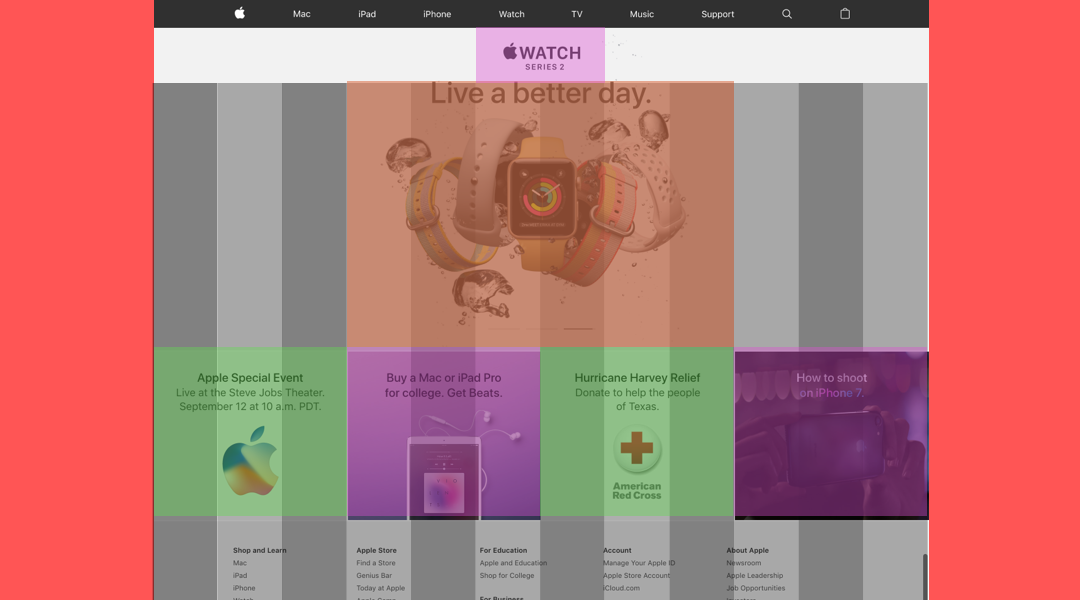 Mac iPad iPhone Watch TV Music Support
WATCH
SERIES 2
Live a better day.
Apple Special Event
Live at the Steve Jobs Theater.
September 12 at 10 a.m. PDT.
Buy a Mac or iPad Pro
for college. Get Beats.
Hurricane Harvey Relief
Donate to help the people
of Texas.
American
Red Cross
How to shoot
on iPhone 7.
Shop and Learn
Mac
iPad
iPhone
Watch
Apple Store
Find a Store
Genius Bar
Today at Apple
Apple Camp
For Education
Apple and Education
Shop for College
For Business
Account
Manage Your Apple ID
Apple Store Account
iCloud.com
About Apple
Newsroom
Apple Leadership
Job Opportunities
Investors